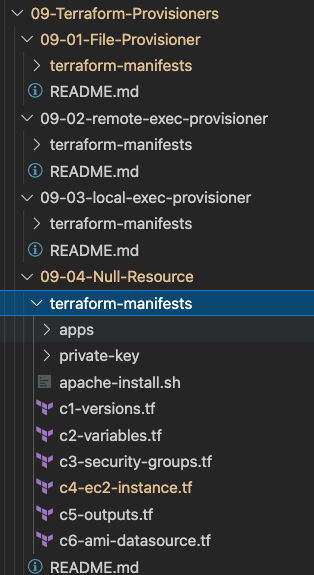 09-Terraform-Provisioners
09-01-File-Provisioner
terraform-manifests
README.md
09-02-remote-exec-provisioner
terraform-manifests
README.md
09-03-local-exec-provisioner
terraform-manifests
README.md
09-04-Null-Resource
terraform-manifests
apps
private-key
apache-install.sh
c1-versions.tf
c2-variables.tf
c3-security-groups.tf
c4-ec2-instance.tf
c5-outputs.tf
c6-ami-datasource.tf
README.md